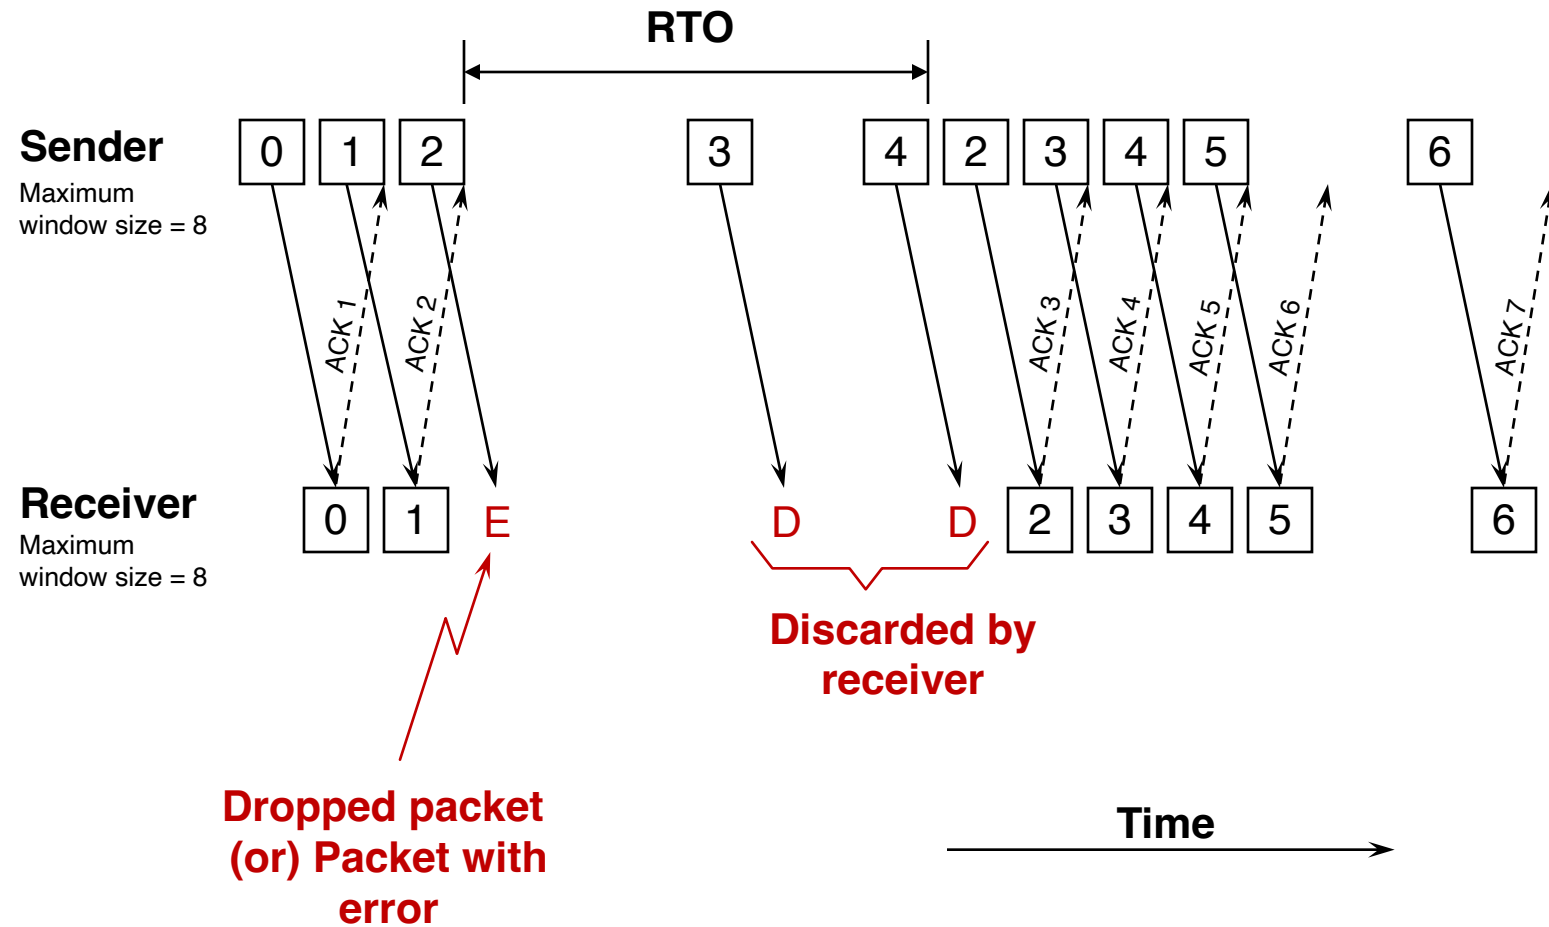 RTO
Sender
Maximum
window size = 8
0 1 2 3 4 2 3 4 5 6
ACK 1 ACK 2 ACK 3 ACK 4 ACK 5 ACK 6 ACK 7
Receiver
Maximum
window size = 8
0 1 E D D 2 3 4 5 6
Discarded by
receiver
Dropped packet
(or) Packet with
error
Time